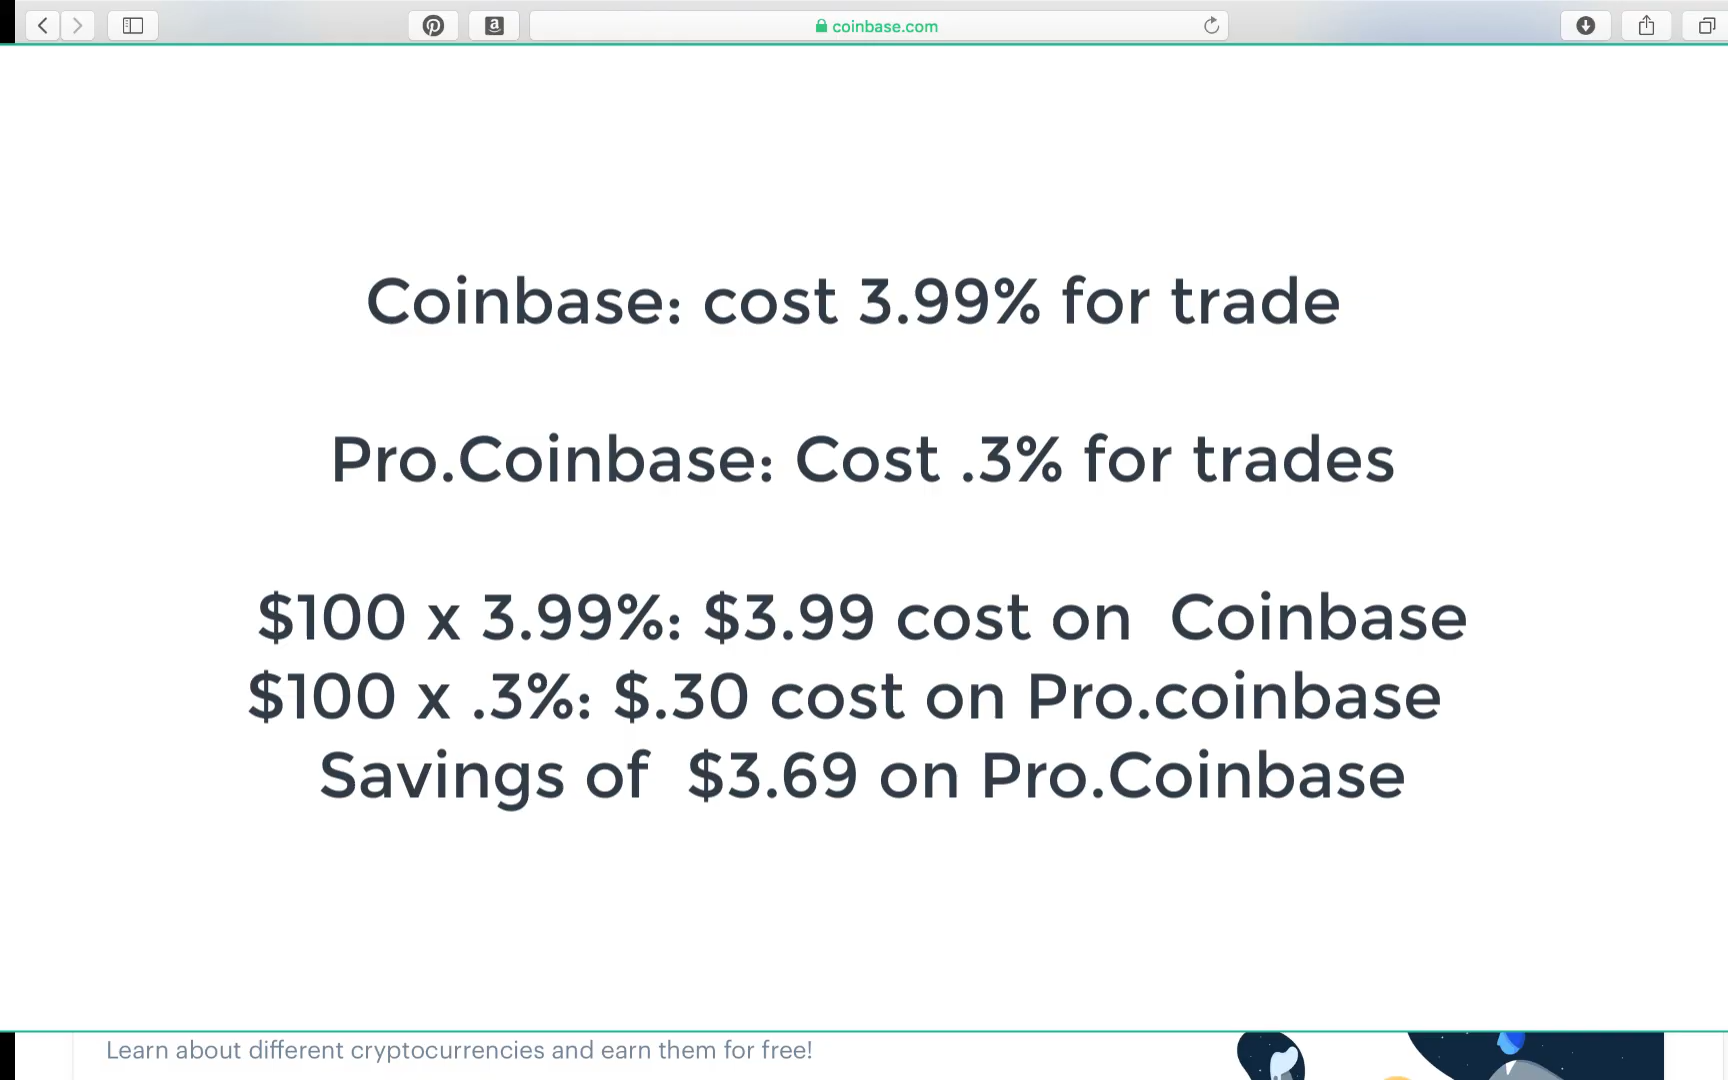 coinbase.com
Coinbase: cost 3.99% for trade
Pro.Coinbase: Cost .3% for trades
$100 x 3.99%: $3.99 cost on Coinbase
$100 x .3%: $.30 cost on Pro.coinbase
Savings of $3.69 on Pro.Coinbase
Learn about different cryptocurrencies and earn them for free!